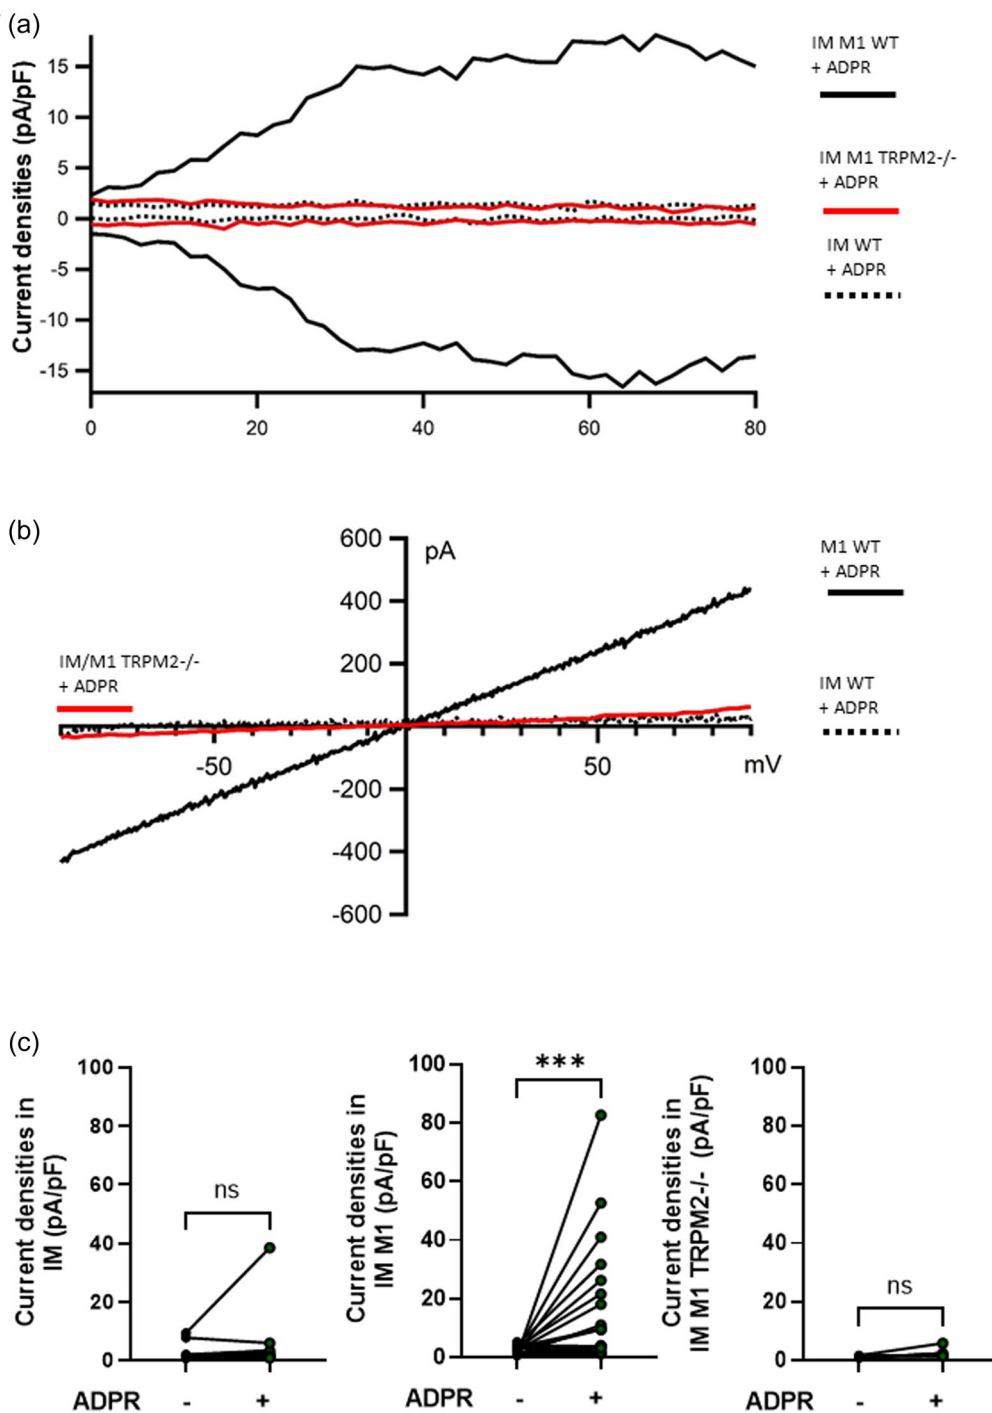 (a)
Current densities (pA/pF)
15
10
5
0
-5
-10
-15
0 20 40 60 80
IM M1 WT
+ ADPR
IM M1 TRPM2-/-
+ ADPR
IM WT
+ ADPR
(b)
600
400
200
-200
-400
-600
pA
-50
50
mV
IM/M1 TRPM2-/-
+ ADPR
M1 WT
+ ADPR
IM WT
+ ADPR
(c)
Current densities in
IM (pA/pF)
100
80
60
40
20
0
ns
ADPR - +
Current densities in
IM M1 (pA/pF)
100
80
60
40
20
0
***
ADPR - +
Current densities in
IM M1 TRPM2-/- (pA/pF)
100
80
60
40
20
0
ns
ADPR - +